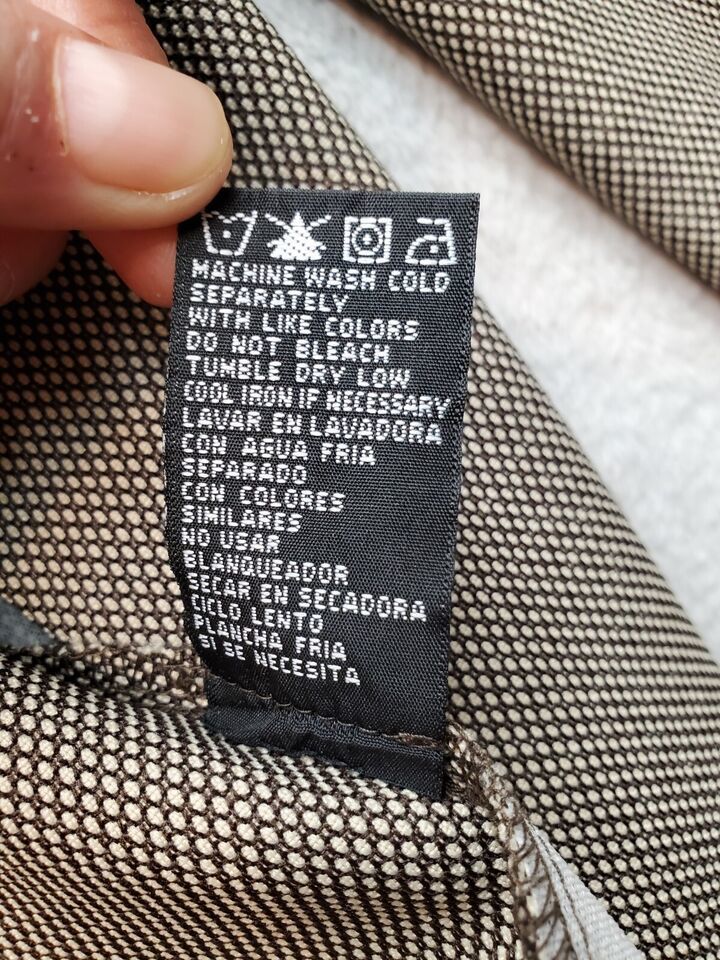 MACHINE WASH COLD
SEPARATELY
WITH LIKE COLORS
DO NOT BLEACH
TUMBLE DRY LOW
COOL IRON IF NECESSARY
LAVAR EN LAVADORA
CON AGUA FRIA
SEPARADO
CON COLORES
SIMILARES
NO USAR
BLANQUEADOR
SECAR EN SECADORA
CICLO LENTO
PLANCHA FRIA
SI SE NECESITA